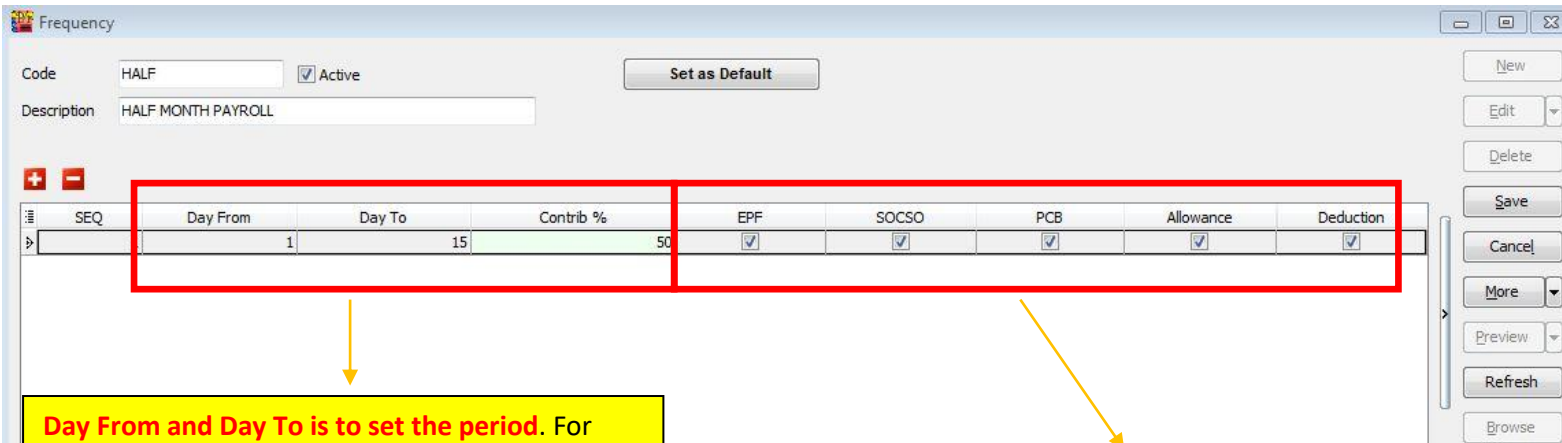 Frequency
Code HALF Active Set as Default
Description HALF MONTH PAYROLL
SEQ Day From Day To Contrib % EPF SOCSO PCB Allowance Deduction
1 15 50
New
Edit
Delete
Save
Cancel
More
Preview
Refresh
Browse
Day From and Day To is to set the period. For